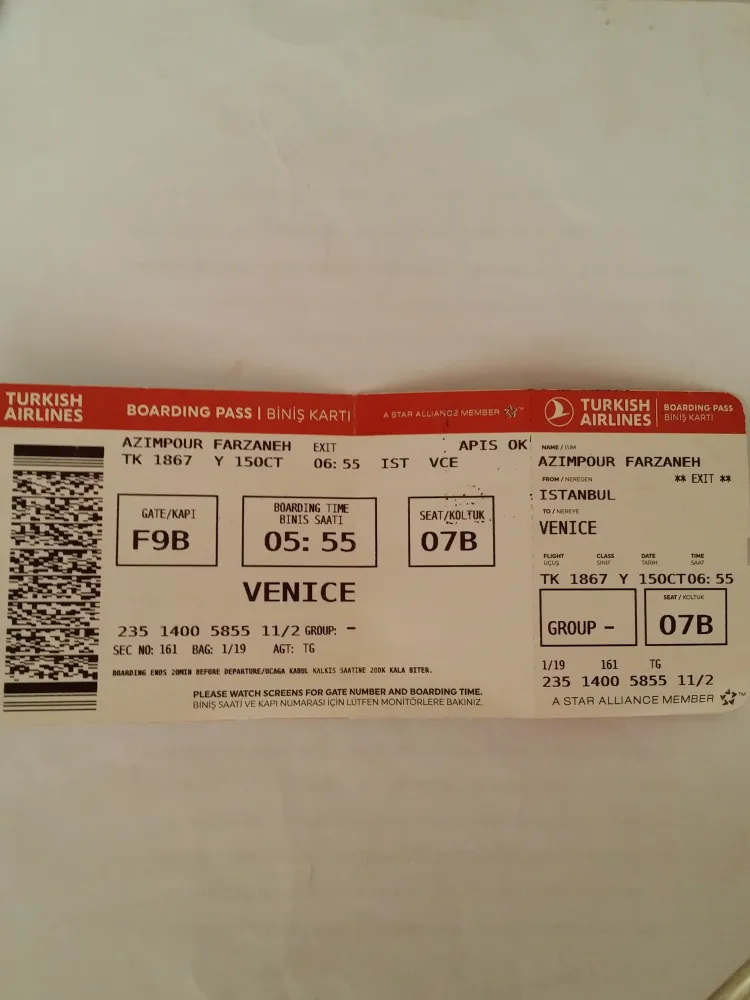 TURKISH
AIRLINES
BOARDING PASS | BİNİŞ KARTI
A STAR ALLIANCE MEMBER
AZIMPOUR FARZANEH EXIT APIS OK
TK 1867 Y 15OCT 06:55 IST VCE
GATE/KAPI
F9B
BOARDING TIME
BINIS SAATI
05:55
SEAT/KOLTUK
07B
VENICE
235 1400 5855 11/2 GROUP: -
SEC NO: 161 BAG: 1/19 AGT: TG
BOARDING ENDS 20MIN BEFORE DEPARTURE/UCAGA KABUL KALKIS SAATINE 20DK KALA BITER.
PLEASE WATCH SCREENS FOR GATE NUMBER AND BOARDING TIME.
BİNİŞ SAATİ VE KAPI NUMARASI İÇİN LÜTFEN MONİTÖRLERE BAKINIZ.
TURKISH
AIRLINES
BOARDING PASS
BİNİŞ KARTI
NAME / İSİM
AZIMPOUR FARZANEH
FROM / NEREDEN
** EXIT **
ISTANBUL
TO / NEREYE
VENICE
FLIGHT CLASS DATE TIME
UÇUŞ SINIF TARİH SAAT
TK 1867 Y 15OCT06:55
GROUP -
SEAT / KOLTUK
07B
1/19 161 TG
235 1400 5855 11/2
A STAR ALLIANCE MEMBER